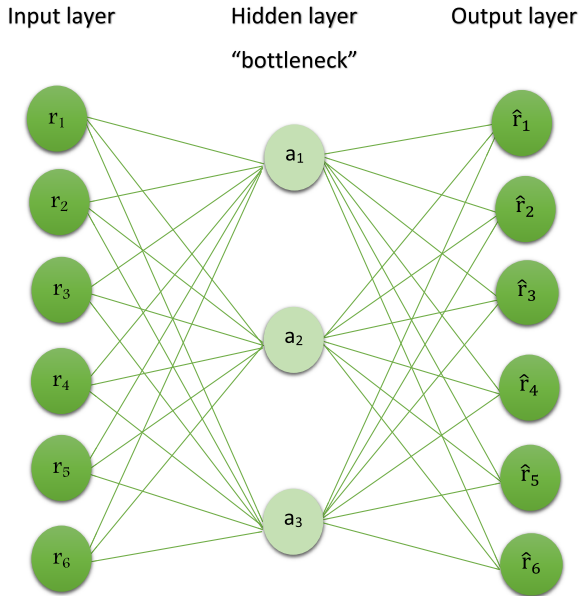 Input layer
Hidden layer
Output layer
“bottleneck”
r₁
r₂
r₃
r₄
r₅
r₆
a₁
a₂
a₃
r̂₁
r̂₂
r̂₃
r̂₄
r̂₅
r̂₆